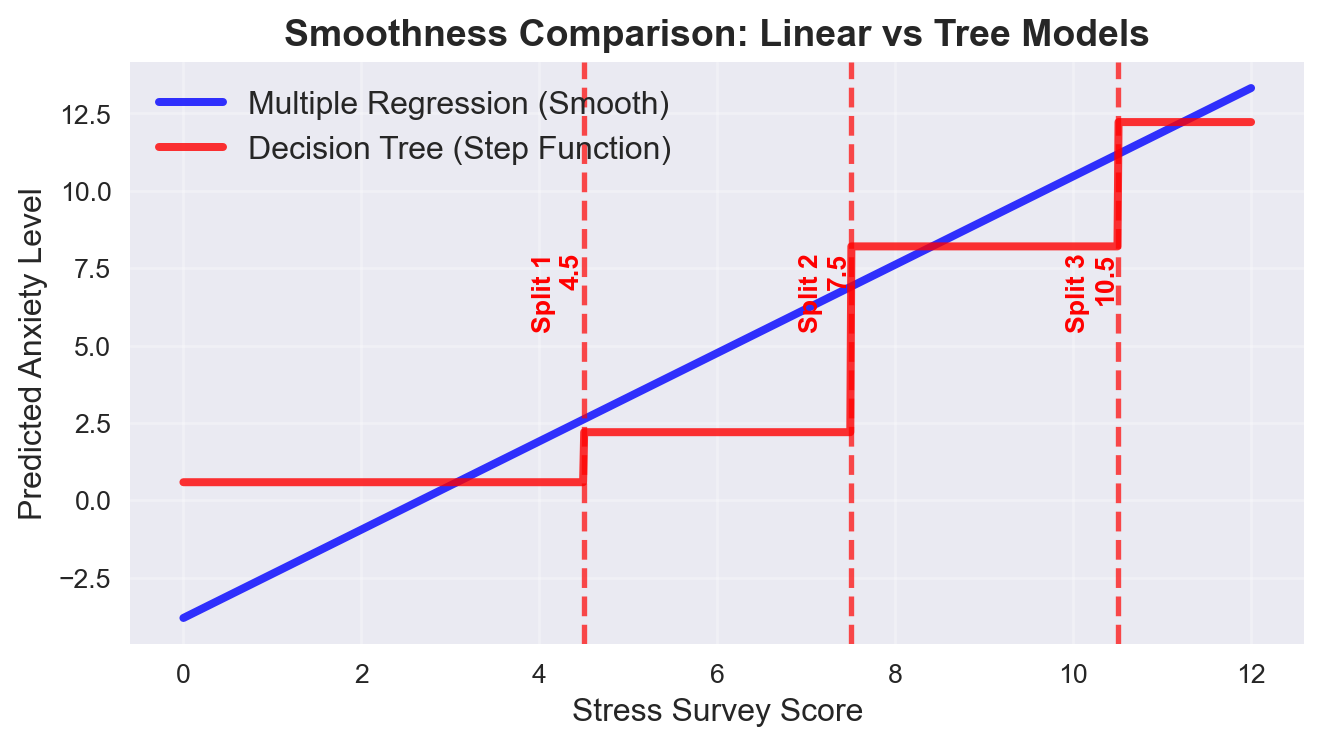 Smoothness Comparison: Linear vs Tree Models
Multiple Regression (Smooth)
Decision Tree (Step Function)
Predicted Anxiety Level
12.5
10.0
7.5
5.0
2.5
0.0
−2.5
Split 1
4.5
Split 2
7.5
Split 3
10.5
0
2
4
6
8
10
12
Stress Survey Score